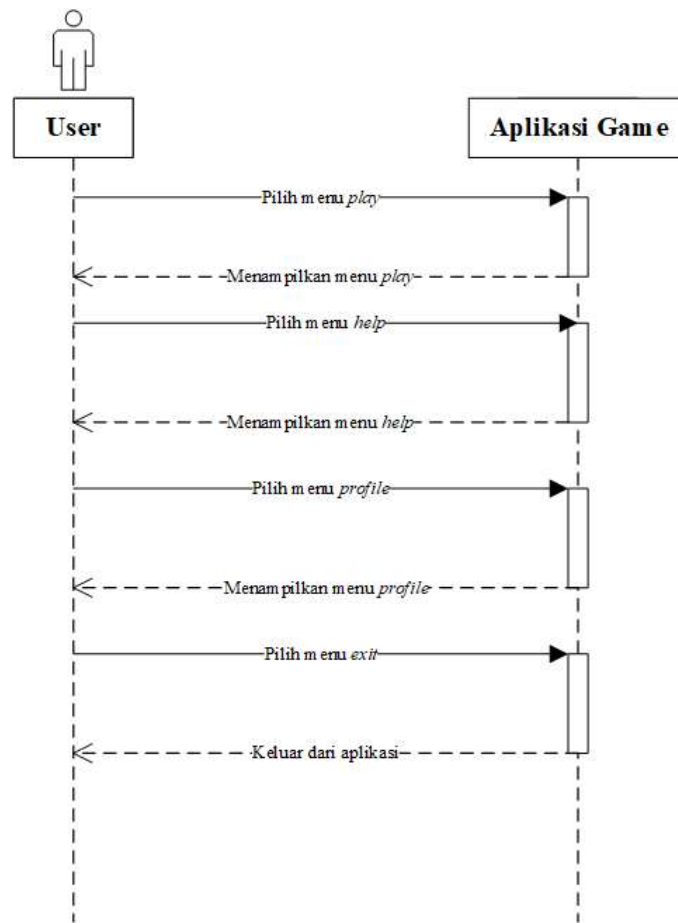 User
Aplikasi Game
Pilih menu play
Menampilkan menu play
Pilih menu help
Menampilkan menu help
Pilih menu profile
Menampilkan menu profile
Pilih menu exit
Keluar dari aplikasi